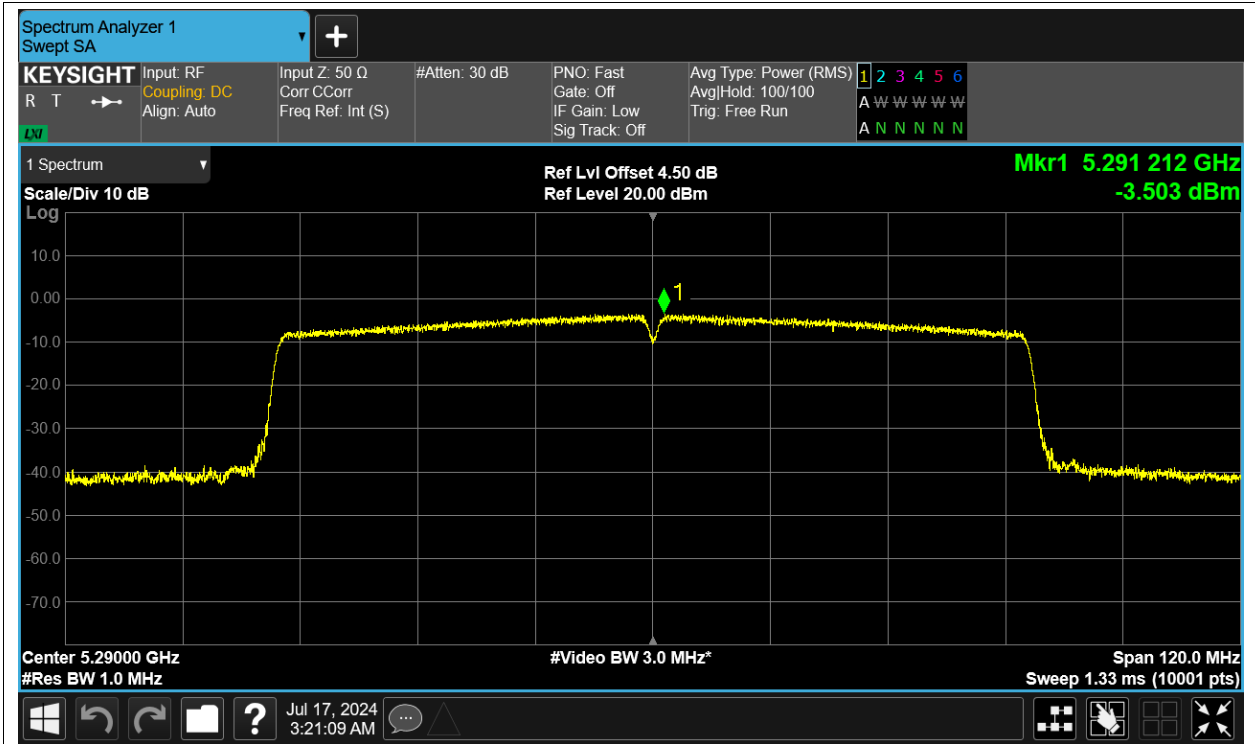 Spectrum Analyzer 1
Swept SA
KEYSIGHT
R T
LXI
Input: RF
Coupling: DC
Align: Auto
Input Z: 50 Ω
Corr CCorr
Freq Ref: Int (S)
#Atten: 30 dB
PNO: Fast
Gate: Off
IF Gain: Low
Sig Track: Off
Avg Type: Power (RMS)
Avg|Hold: 100/100
Trig: Free Run
1 2 3 4 5 6
A W W W W W
A N N N N N
1 Spectrum
Scale/Div 10 dB
Log
Ref Lvl Offset 4.50 dB
Ref Level 20.00 dBm
Mkr1 5.291 212 GHz
-3.503 dBm
10.0
0.00
-10.0
-20.0
-30.0
-40.0
-50.0
-60.0
-70.0
1
Center 5.29000 GHz
#Res BW 1.0 MHz
#Video BW 3.0 MHz*
Span 120.0 MHz
Sweep 1.33 ms (10001 pts)
?
Jul 17, 2024
3:21:09 AM